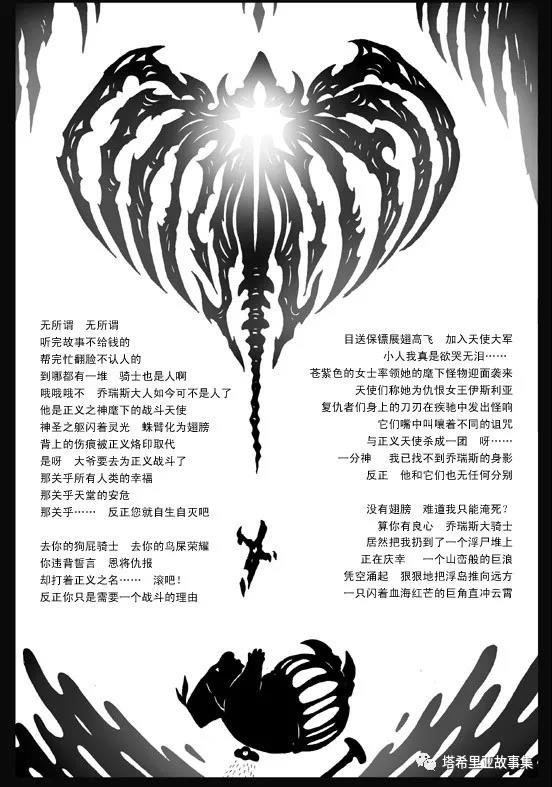 无所谓 无所谓
听完故事不给钱的
帮完忙翻脸不认人的
到哪都有一堆 骑士也是人啊
哦哦哦不 乔瑞斯大人如今可不是人了
他是正义之神麾下的战斗天使
神圣之躯闪着灵光 蛛臂化为翅膀
背上的伤痕被正义烙印取代
是呀 大爷要去为正义战斗了
那关乎所有人类的幸福
那关乎天堂的安危
那关乎…… 反正您就自生自灭吧
去你的狗屁骑士 去你的鸟屎荣耀
你违背誓言 恩将仇报
却打着正义之名…… 滚吧！
反正你只是需要一个战斗的理由
目送保镖展翅高飞 加入天使大军
小人我真是欲哭无泪……
苍紫色的女士率领她的麾下怪物迎面袭来
天使们称她为仇恨女王伊斯利亚
复仇者们身上的刀刃在疾驰中发出怪响
它们嘴中叫嚷着不同的诅咒
与正义天使杀成一团 呀……
一分神 我已找不到乔瑞斯的身影
反正 他和它们也无任何分别
没有翅膀 难道我只能淹死？
算你有良心 乔瑞斯大骑士
居然把我扔到了一个浮尸堆上
正在庆幸 一个山峦般的巨浪
凭空涌起 狠狠地把浮岛推向远方
一只闪着血海红芒的巨角直冲云霄
塔希里亚故事集